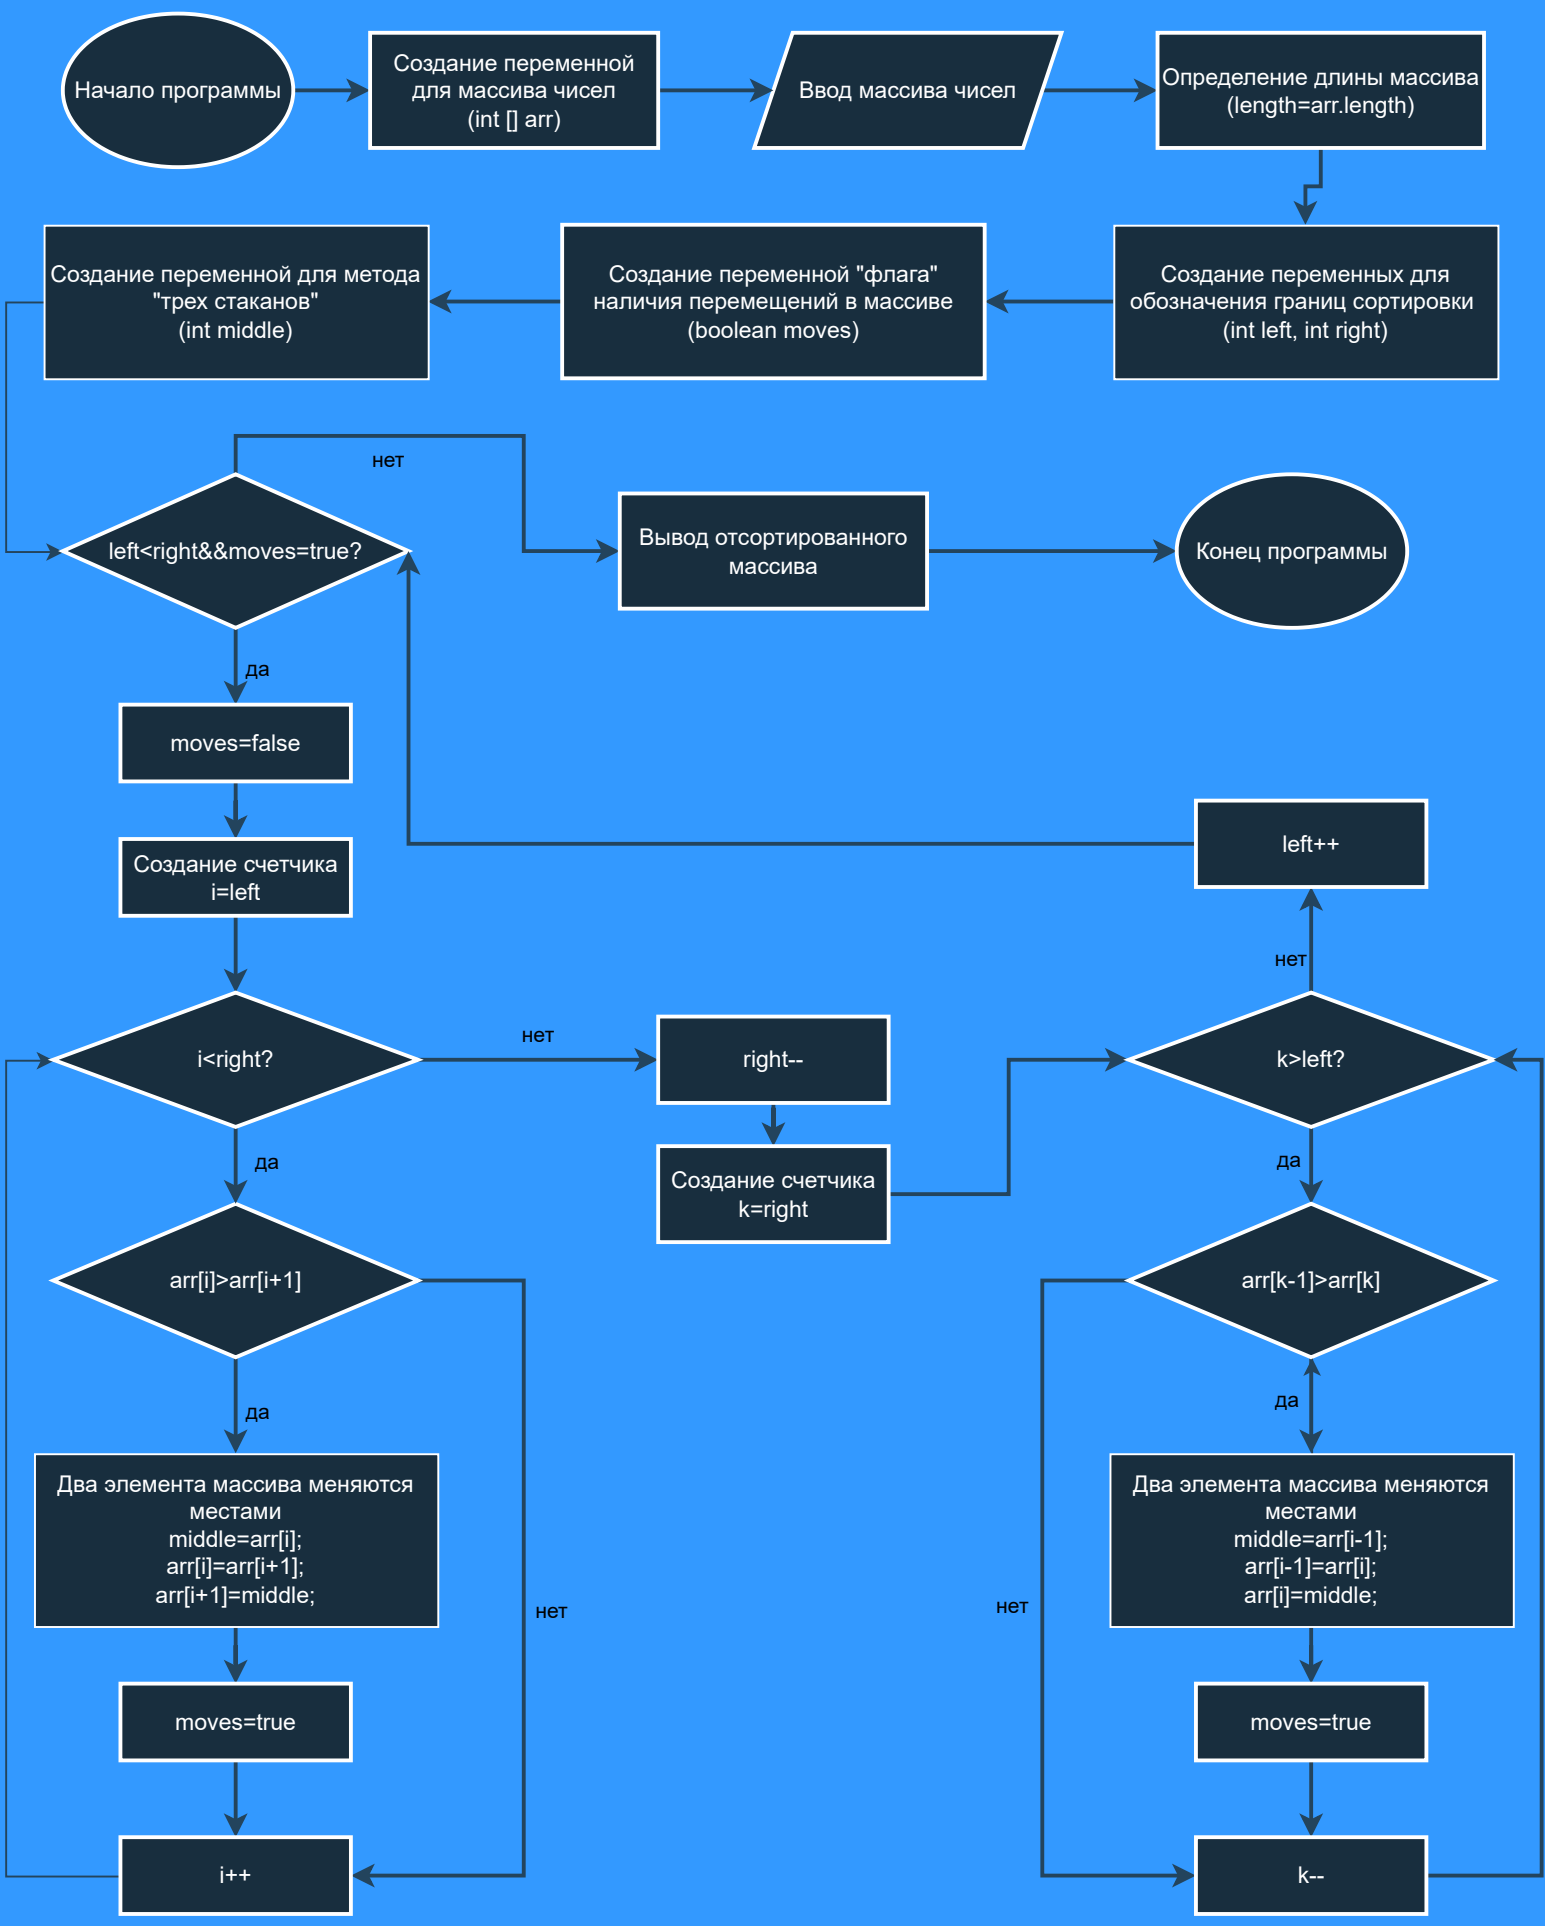 Начало программы
Создание переменной
для массива чисел
(int [] arr)
Ввод массива чисел
Определение длины массива
(length=arr.length)
Создание переменной для метода
"трех стаканов"
(int middle)
Создание переменной "флага"
наличия перемещений в массиве
(boolean moves)
Создание переменных для
обозначения границ сортировки
(int left, int right)
нет
left<right&&moves=true?
Вывод отсортированного
массива
Конец программы
да
moves=false
Создание счетчика
i=left
left++
нет
i<right?
нет
right--
k>left?
да
Создание счетчика
k=right
да
arr[i]>arr[i+1]
arr[k-1]>arr[k]
да
да
Два элемента массива меняются
местами
middle=arr[i];
arr[i]=arr[i+1];
arr[i+1]=middle;
нет
нет
Два элемента массива меняются
местами
middle=arr[i-1];
arr[i-1]=arr[i];
arr[i]=middle;
moves=true
moves=true
i++
k--